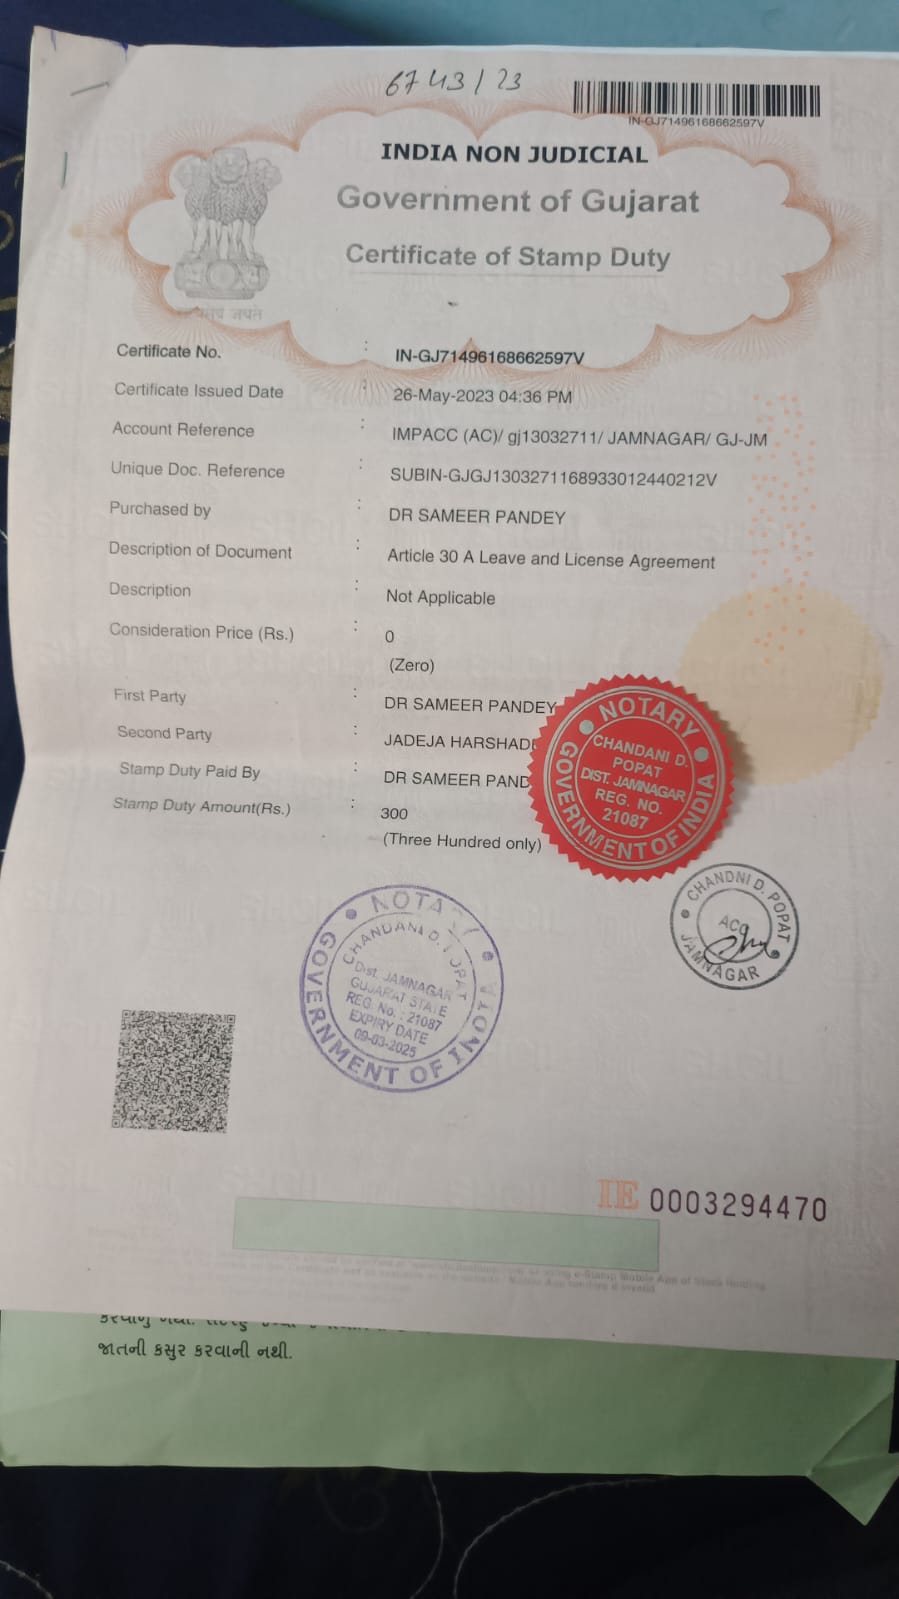 6743/23
IN-GJ71496168662597V
INDIA NON JUDICIAL
Government of Gujarat
Certificate of Stamp Duty
सत्यमेव जयते
Certificate No. : IN-GJ71496168662597V
Certificate Issued Date : 26-May-2023 04:36 PM
Account Reference : IMPACC (AC)/ gj13032711/ JAMNAGAR/ GJ-JM
Unique Doc. Reference : SUBIN-GJGJ1303271168933012440212V
Purchased by : DR SAMEER PANDEY
Description of Document : Article 30 A Leave and License Agreement
Description : Not Applicable
Consideration Price (Rs.) : 0
(Zero)
First Party : DR SAMEER PANDEY
Second Party : JADEJA HARSHAD
Stamp Duty Paid By : DR SAMEER PAND
Stamp Duty Amount(Rs.) : 300
(Three Hundred only)
NOTARY
CHANDANI D.
POPAT
DIST. JAMNAGAR
REG. NO.
21087
GOVERNMENT OF INDIA
CHANDNI D. POPAT
JAMNAGAR
NOTARY
CHANDANI D. POPAT
Dist. JAMNAGAR
GUJARAT STATE
REG. No. : 21087
EXPIRY DATE
09-03-2025
GOVERNMENT OF INDIA
IE 0003294470
જાતની કસુર કરવાની નથી.